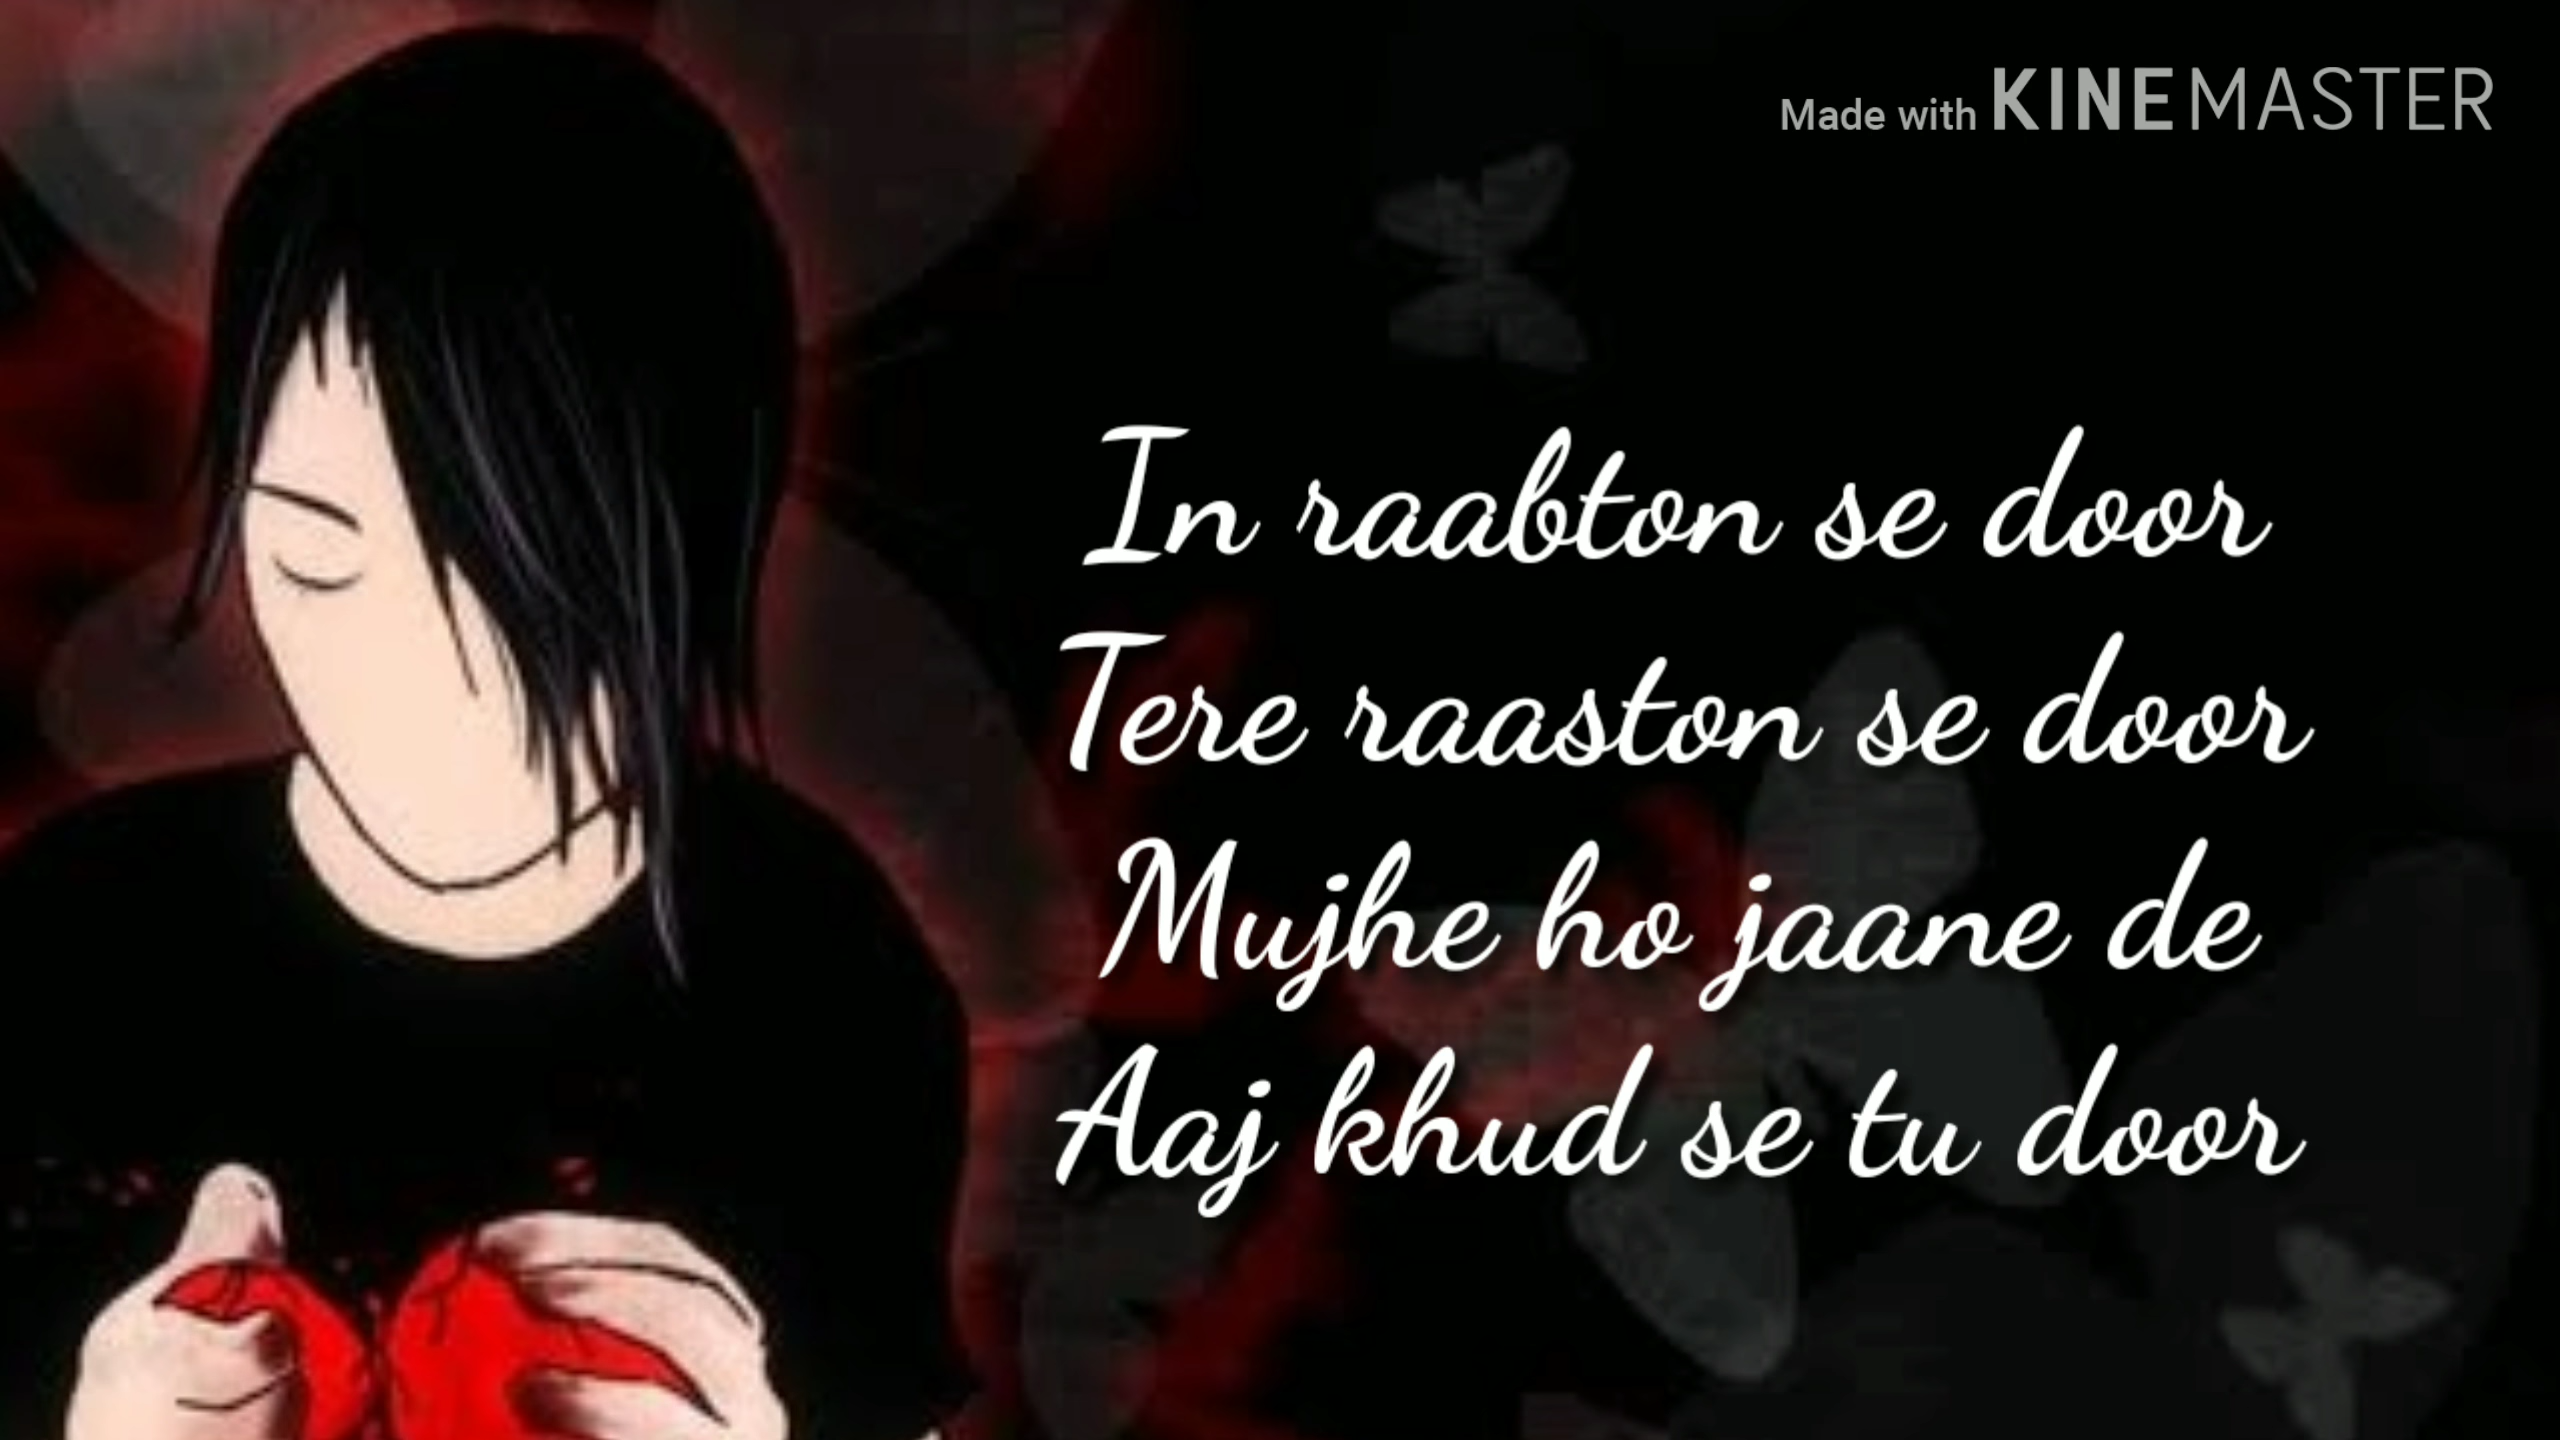 Made with KINEMASTER
In raabton se door
Tere raaston se door
Mujhe ho jaane de
Aaj khud se tu door